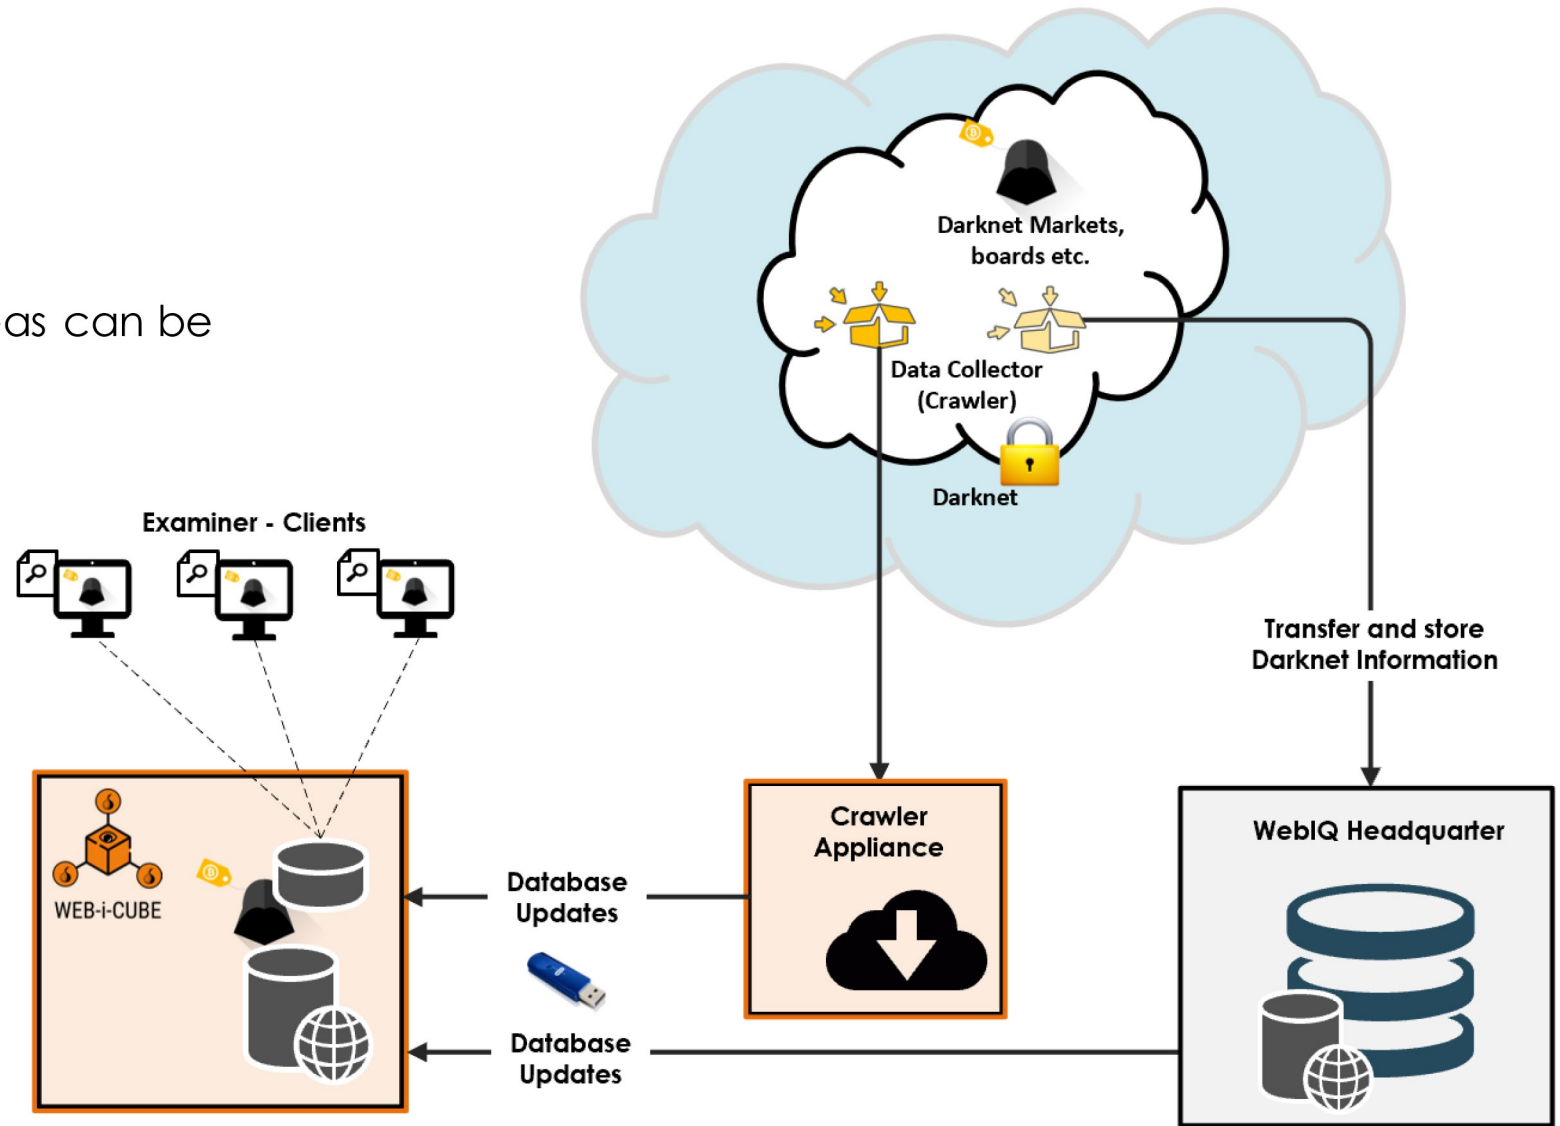 Darknet Markets,
boards etc.
as can be
Data Collector
(Crawler)
Darknet
Examiner - Clients
Transfer and store
Darknet Information
WEB-i-CUBE
Database
Updates
Crawler
Appliance
WebIQ Headquarter
Database
Updates